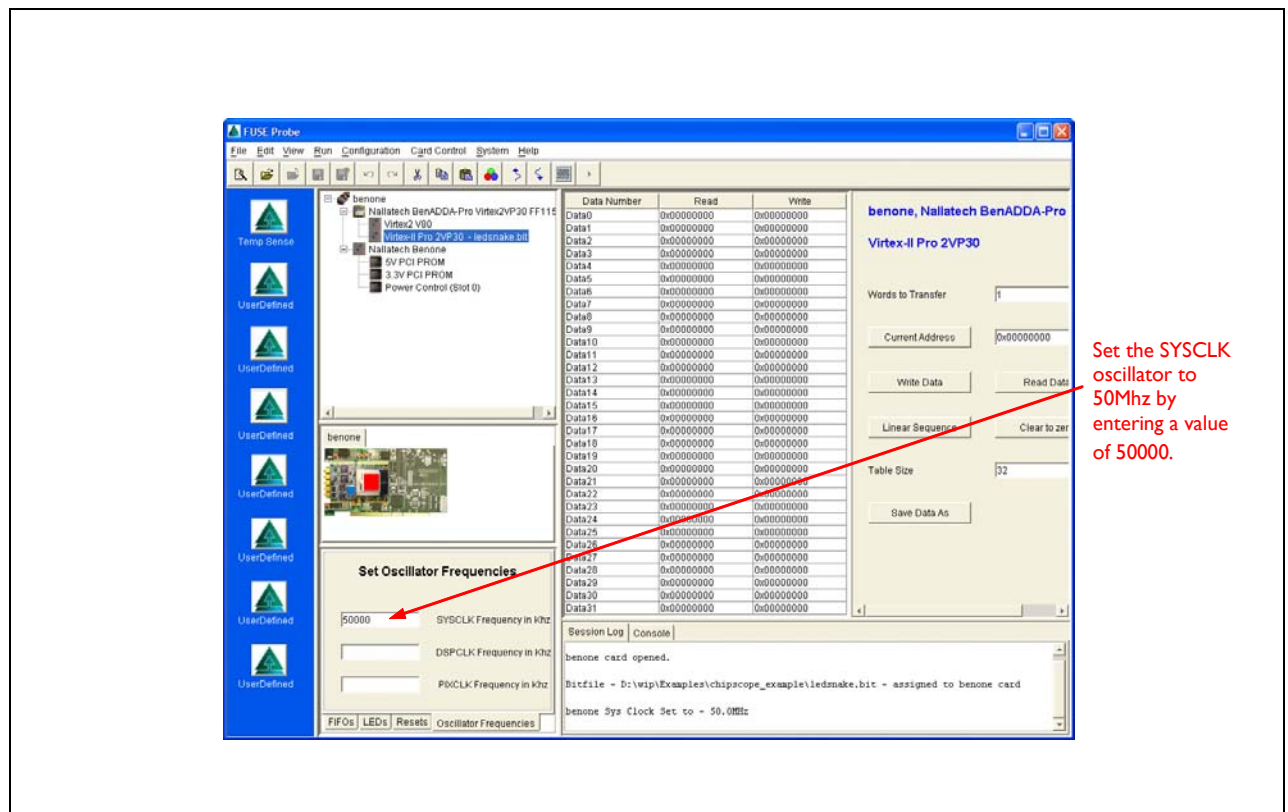 FUSE Probe
File Edit View Run Configuration Card Control System Help
Temp Sense
UserDefined
UserDefined
UserDefined
UserDefined
UserDefined
UserDefined
UserDefined
benone
Nallatech BenADDA-Pro Virtex2VP30 FF115
Virtex2 V80
Virtex-II Pro 2VP30 - ledsnake.bit
Nallatech Benone
5V PCI PROM
3.3V PCI PROM
Power Control (Slot 0)
benone
Set Oscillator Frequencies
50000 SYSCLK Frequency in Khz
DSPCLK Frequency in Khz
PIXCLK Frequency in Khz
FIFOs LEDs Resets Oscillator Frequencies
Data Number Read Write
Data0 0x00000000 0x00000000
Data1 0x00000000 0x00000000
Data2 0x00000000 0x00000000
Data3 0x00000000 0x00000000
Data4 0x00000000 0x00000000
Data5 0x00000000 0x00000000
Data6 0x00000000 0x00000000
Data7 0x00000000 0x00000000
Data8 0x00000000 0x00000000
Data9 0x00000000 0x00000000
Data10 0x00000000 0x00000000
Data11 0x00000000 0x00000000
Data12 0x00000000 0x00000000
Data13 0x00000000 0x00000000
Data14 0x00000000 0x00000000
Data15 0x00000000 0x00000000
Data16 0x00000000 0x00000000
Data17 0x00000000 0x00000000
Data18 0x00000000 0x00000000
Data19 0x00000000 0x00000000
Data20 0x00000000 0x00000000
Data21 0x00000000 0x00000000
Data22 0x00000000 0x00000000
Data23 0x00000000 0x00000000
Data24 0x00000000 0x00000000
Data25 0x00000000 0x00000000
Data26 0x00000000 0x00000000
Data27 0x00000000 0x00000000
Data28 0x00000000 0x00000000
Data29 0x00000000 0x00000000
Data30 0x00000000 0x00000000
Data31 0x00000000 0x00000000
benone, Nallatech BenADDA-Pro
Virtex-II Pro 2VP30
Words to Transfer 1
Current Address 0x00000000
Write Data Read Data
Linear Sequence Clear to zer
Table Size 32
Save Data As
Session Log Console
benone card opened.
Bitfile - D:\wip\Examples\chipscope_example\ledsnake.bit - assigned to benone card
benone Sys Clock Set to - 50.0MHz
Set the SYSCLK
oscillator to
50Mhz by
entering a value
of 50000.